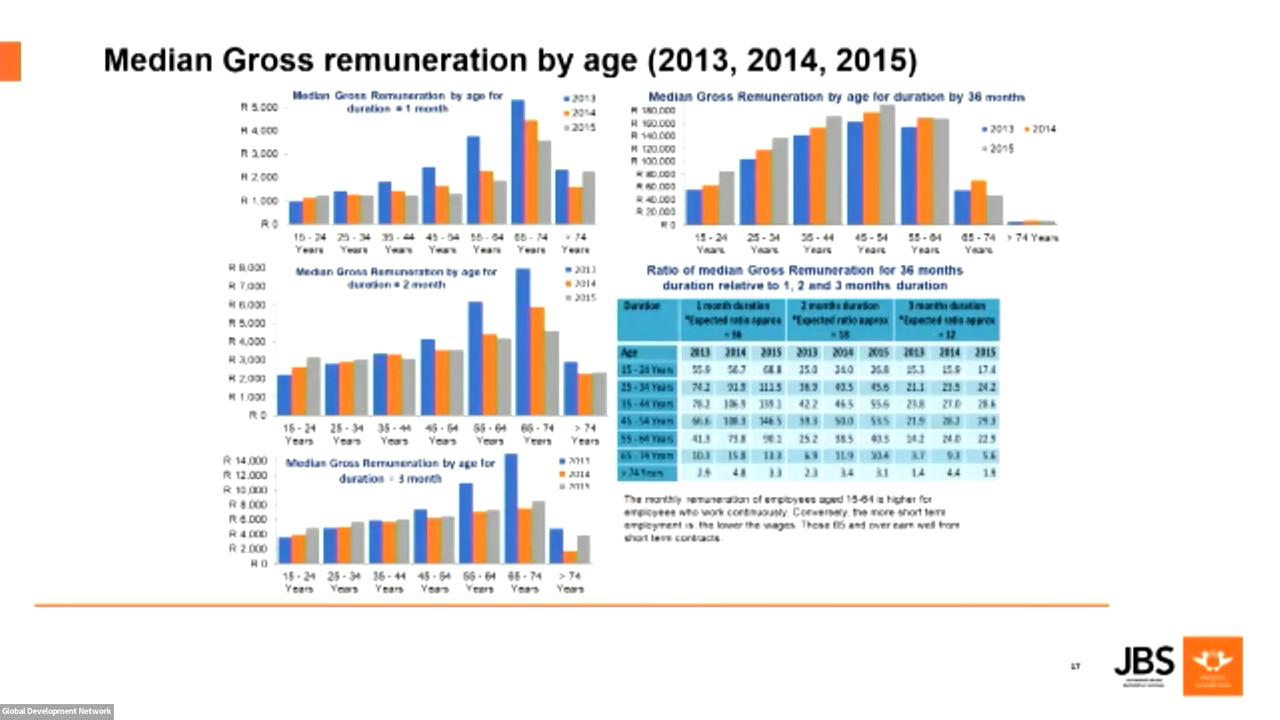 Median Gross remuneration by age (2013, 2014, 2015)
Median Gross Remuneration by age for
duration = 1 month
2013
2014
2015
R 5,000
R 4,000
R 3,000
R 2,000
R 1,000
R 0
15 - 24 Years
25 - 34 Years
35 - 44 Years
45 - 54 Years
55 - 64 Years
65 - 74 Years
> 74 Years
Median Gross Remuneration by age for
duration = 2 month
2013
2014
2015
R 8,000
R 7,000
R 6,000
R 5,000
R 4,000
R 3,000
R 2,000
R 1,000
R 0
15 - 24 Years
25 - 34 Years
35 - 44 Years
45 - 54 Years
55 - 64 Years
65 - 74 Years
> 74 Years
Median Gross Remuneration by age for
duration = 3 month
2013
2014
2015
R 14,000
R 12,000
R 10,000
R 8,000
R 6,000
R 4,000
R 2,000
R 0
15 - 24 Years
25 - 34 Years
35 - 44 Years
45 - 54 Years
55 - 64 Years
65 - 74 Years
> 74 Years
Median Gross Remuneration by age for duration by 36 months
2013 2014
2015
R 180,000
R 160,000
R 140,000
R 120,000
R 100,000
R 80,000
R 60,000
R 40,000
R 20,000
R 0
15 - 24 Years
25 - 34 Years
35 - 44 Years
45 - 54 Years
55 - 64 Years
65 - 74 Years
> 74 Years
Ratio of median Gross Remuneration for 36 months
duration relative to 1, 2 and 3 months duration
Duration
1 month duration
*Expected ratio approx
= 36
2 months duration
*Expected ratio approx
= 18
3 months duration
*Expected ratio approx
= 12
Age 2013 2014 2015 2013 2014 2015 2013 2014 2015
15 - 24 Years 55.9 56.7 68.8 25.0 24.0 26.8 15.3 15.9 17.4
25 - 34 Years 74.2 91.9 111.5 36.9 40.5 45.6 21.1 23.5 24.2
35 - 44 Years 78.2 106.9 139.1 42.2 46.5 55.6 23.8 27.0 28.6
45 - 54 Years 66.6 108.3 146.5 39.3 50.0 53.5 21.9 28.2 29.3
55 - 64 Years 41.3 73.8 90.1 25.2 38.5 40.3 14.2 24.0 22.9
65 - 74 Years 10.3 15.8 13.3 6.9 11.9 10.4 3.7 9.3 5.6
> 74 Years 2.9 4.8 3.3 2.3 3.4 3.1 1.4 4.4 1.9
The monthly remuneration of employees aged 15-64 is higher for
employees who work continuously. Conversely, the more short term
employment is, the lower the wages. Those 65 and over earn well from
short term contracts.
17
JBS
Global Development Network